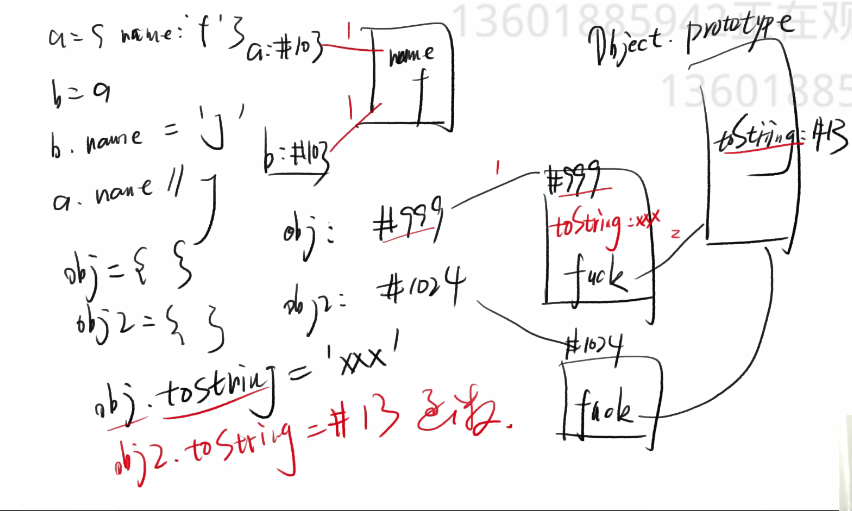 a={ name:'f'}
b=a
b.name = 'j'
a.name // j
obj={ }
obj2={ }
obj.toString = 'xxx'
obj2.toString=#13 函数.
a:#103
b:#103
1
1
name
f
obj: #999
obj2: #1024
1
#999
toString:xxx
fuck
2
#1024
fuck
Object.prototype
toString:#13
13601885942正在观
13601885